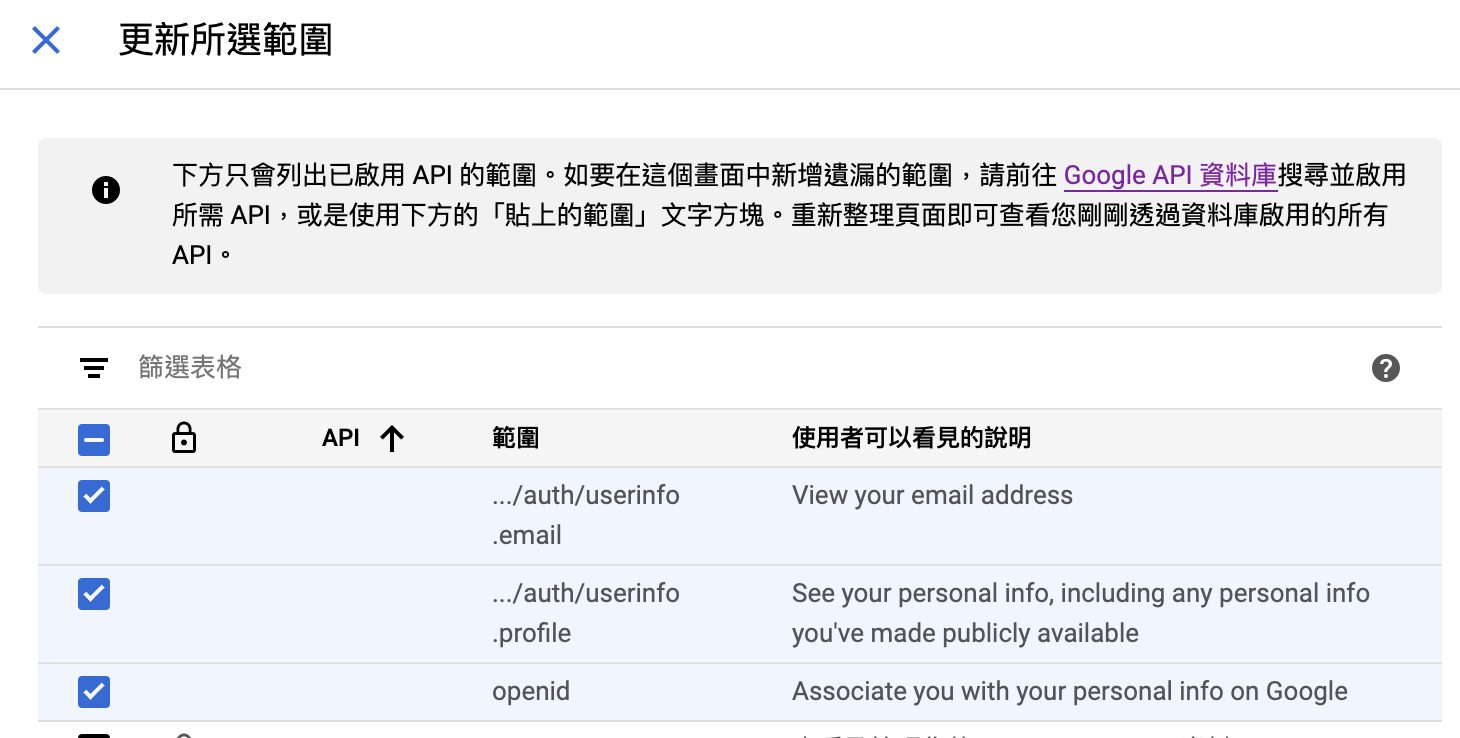 更新所選範圍
下方只會列出已啟用 API 的範圍。如要在這個畫面中新增遺漏的範圍，請前往 Google API 資料庫搜尋並啟用
所需 API，或是使用下方的「貼上的範圍」文字方塊。重新整理頁面即可查看您剛剛透過資料庫啟用的所有
API。
篩選表格
API 範圍 使用者可以看見的說明
.../auth/userinfo View your email address
.email
.../auth/userinfo See your personal info, including any personal info
.profile you've made publicly available
openid Associate you with your personal info on Google